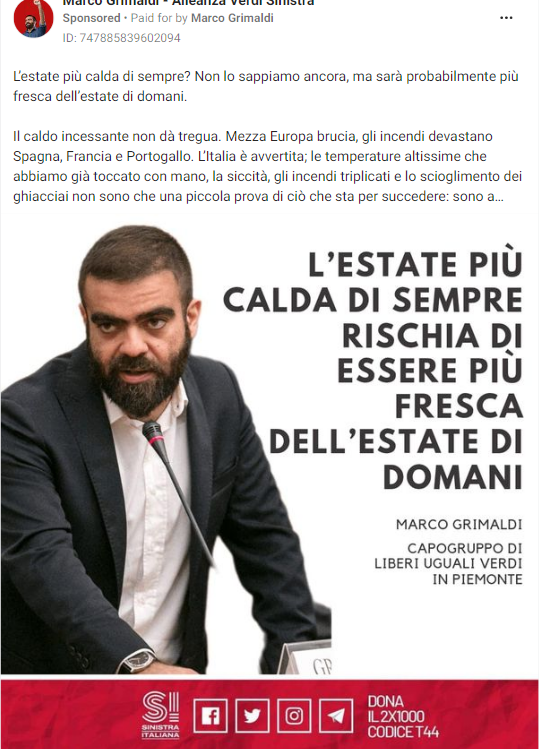 Marco Grimaldi - Alleanza Verdi Sinistra
Sponsored • Paid for by Marco Grimaldi
ID: 747885839602094
L'estate più calda di sempre? Non lo sappiamo ancora, ma sarà probabilmente più
fresca dell'estate di domani.
Il caldo incessante non dà tregua. Mezza Europa brucia, gli incendi devastano
Spagna, Francia e Portogallo. L'Italia è avvertita; le temperature altissime che
abbiamo già toccato con mano, la siccità, gli incendi triplicati e lo scioglimento dei
ghiacciai non sono che una piccola prova di ciò che sta per succedere: sono a...
L'ESTATE PIÙ
CALDA DI SEMPRE
RISCHIA DI
ESSERE PIÙ
FRESCA
DELL'ESTATE DI
DOMANI
MARCO GRIMALDI
CAPOGRUPPO DI
LIBERI UGUALI VERDI
IN PIEMONTE
GR
SI
SINISTRA
ITALIANA
DONA
IL 2X1000
CODICE T44